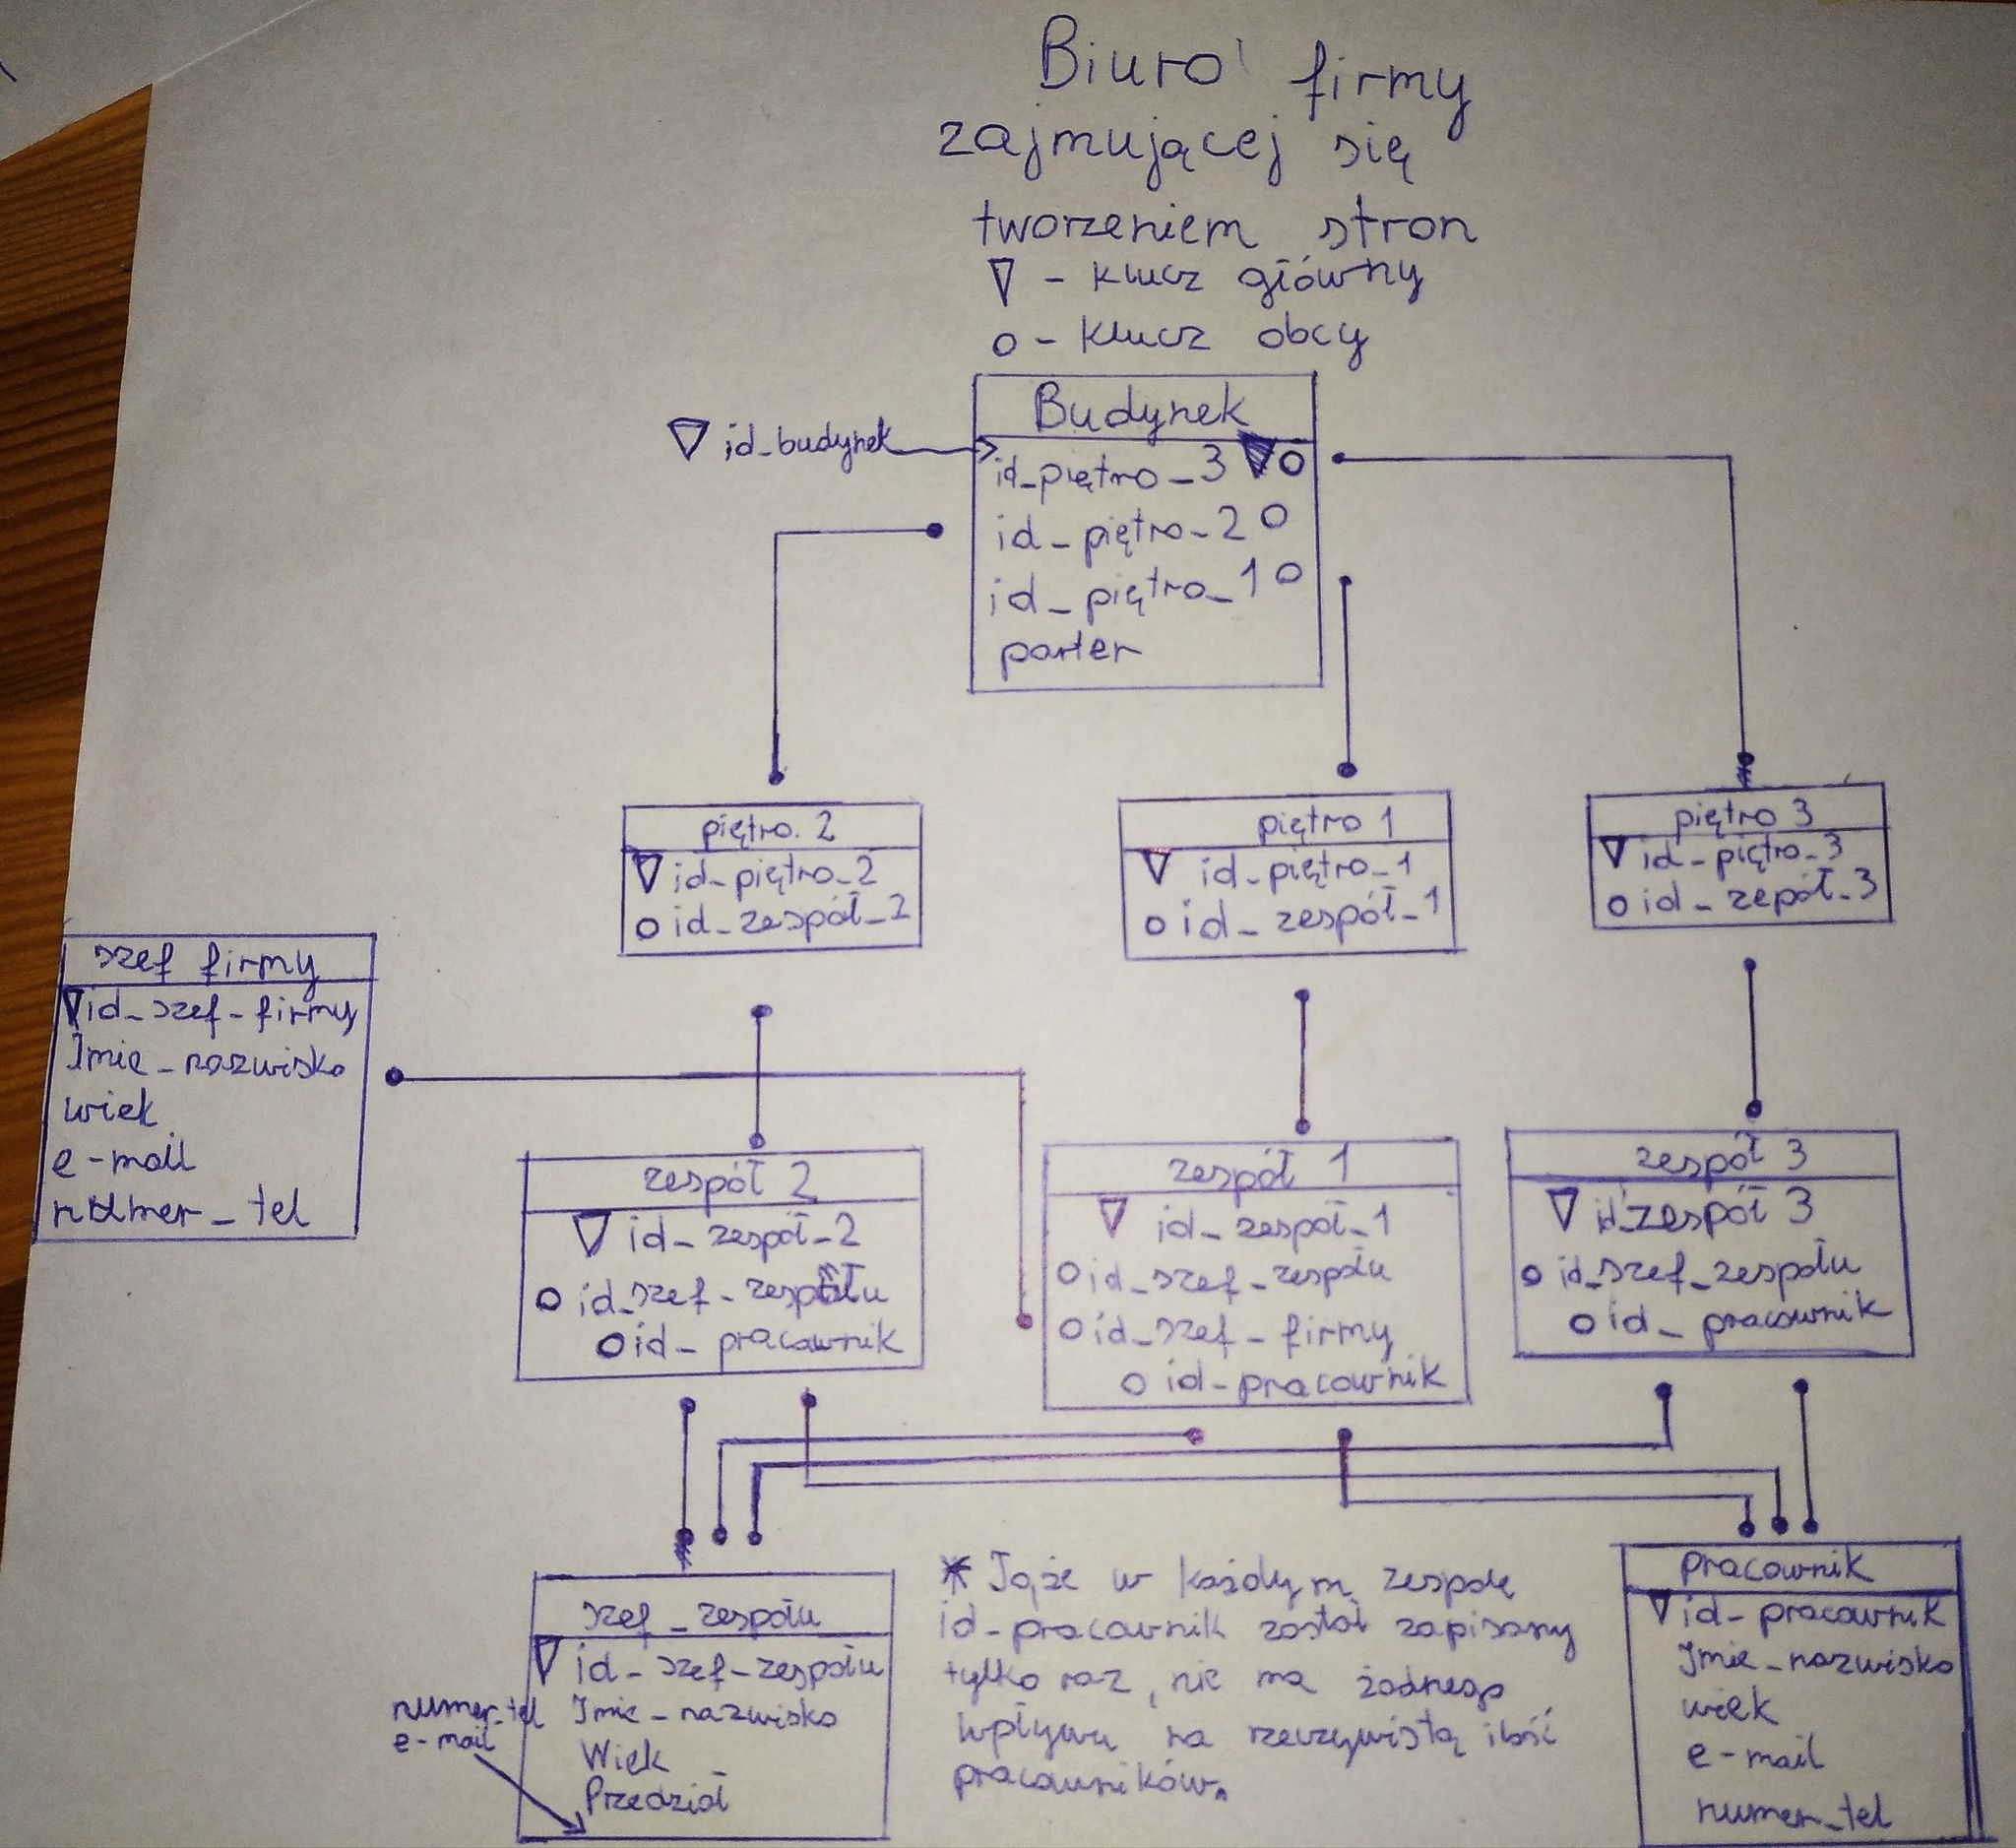 Biuro firmy
zajmującej się
tworzeniem stron
▽ - klucz główny
o - klucz obcy
Budynek
▽ id_budynek
id_piętro_3 o
id_piętro_2 o
id_piętro_1 o
parter
piętro. 2
▽ id_piętro_2
o id_zespół_2
piętro 1
▽ id_piętro_1
o id_zespół_1
piętro 3
▽ id_piętro_3
o id_zepół_3
szef firmy
▽ id_szef_firmy
Imie_nazwisko
wiek
e-mail
numer_tel
zespół 2
▽ id_zespół_2
o id_szef_zespołu
o id_pracownik
zespół 1
▽ id_zespół_1
o id_szef_zespołu
o id_szef_firmy
o id_pracownik
zespół 3
▽ id_zespół 3
o id_szef_zespołu
o id_pracownik
szef_zespołu
▽ id_szef_zespołu
Imie_nazwisko
Wiek
Przedział
numer_tel
e-mail
* To, że w każdym zespole
id_pracownik został zapisany
tylko raz, nie ma żadnego
wpływu na rzeczywistą ilość
pracowników.
pracownik
▽ id_pracownik
Imie_nazwisko
wiek
e-mail
numer_tel